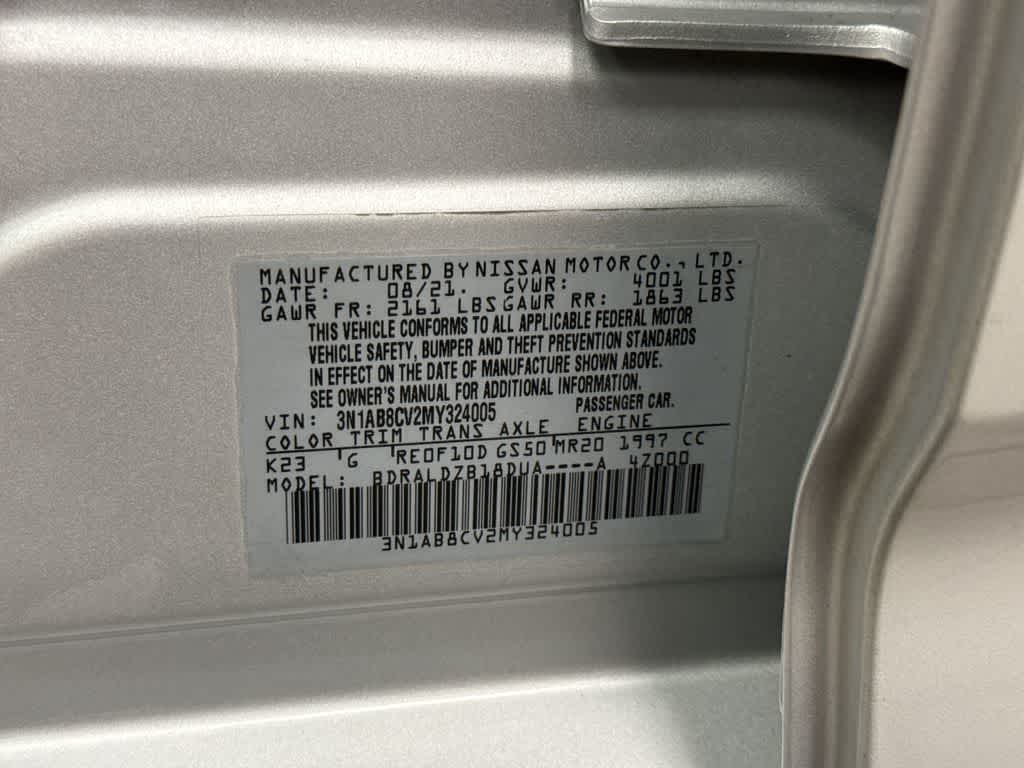 MANUFACTURED BY NISSAN MOTOR CO., LTD.
DATE: 08/21. GVWR: 4001 LBS
GAWR FR: 2161 LBS GAWR RR: 1863 LBS
THIS VEHICLE CONFORMS TO ALL APPLICABLE FEDERAL MOTOR
VEHICLE SAFETY, BUMPER AND THEFT PREVENTION STANDARDS
IN EFFECT ON THE DATE OF MANUFACTURE SHOWN ABOVE.
SEE OWNER'S MANUAL FOR ADDITIONAL INFORMATION.
VIN: 3N1AB8CV2MY324005 PASSENGER CAR.
COLOR TRIM TRANS AXLE ENGINE
K23 'G 'RE0F10D GS50 'MR20 1997 CC
MODEL: BDRALDZB18DUA----A 4Z000
3N1AB8CV2MY324005